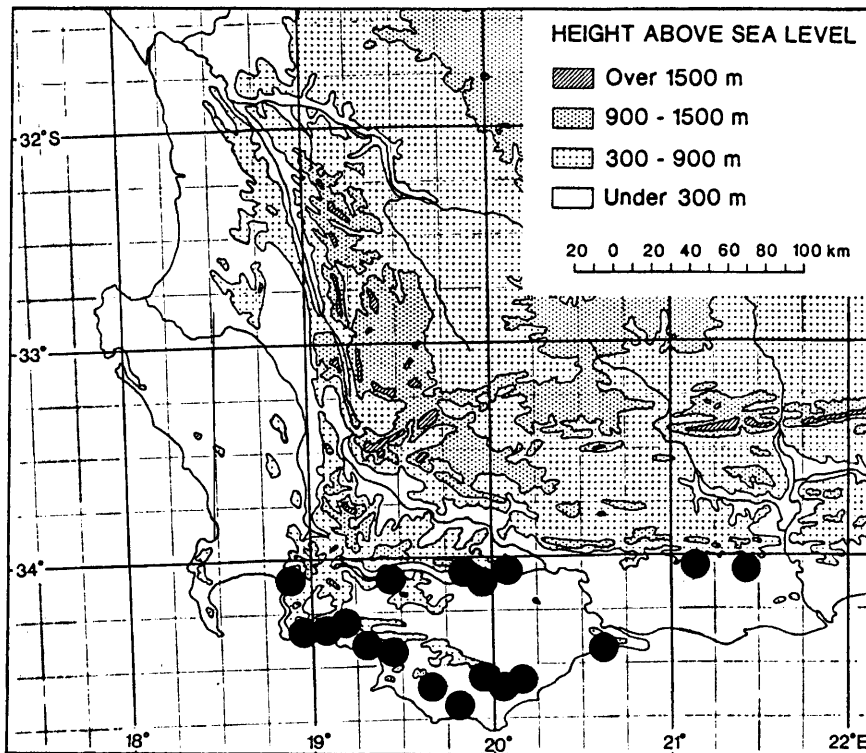 HEIGHT ABOVE SEA LEVEL
Over 1500 m
900 - 1500 m
300 - 900 m
Under 300 m
20 0 20 40 60 80 100 km
32°S
33°
34°
18° 19° 20° 21° 22°E